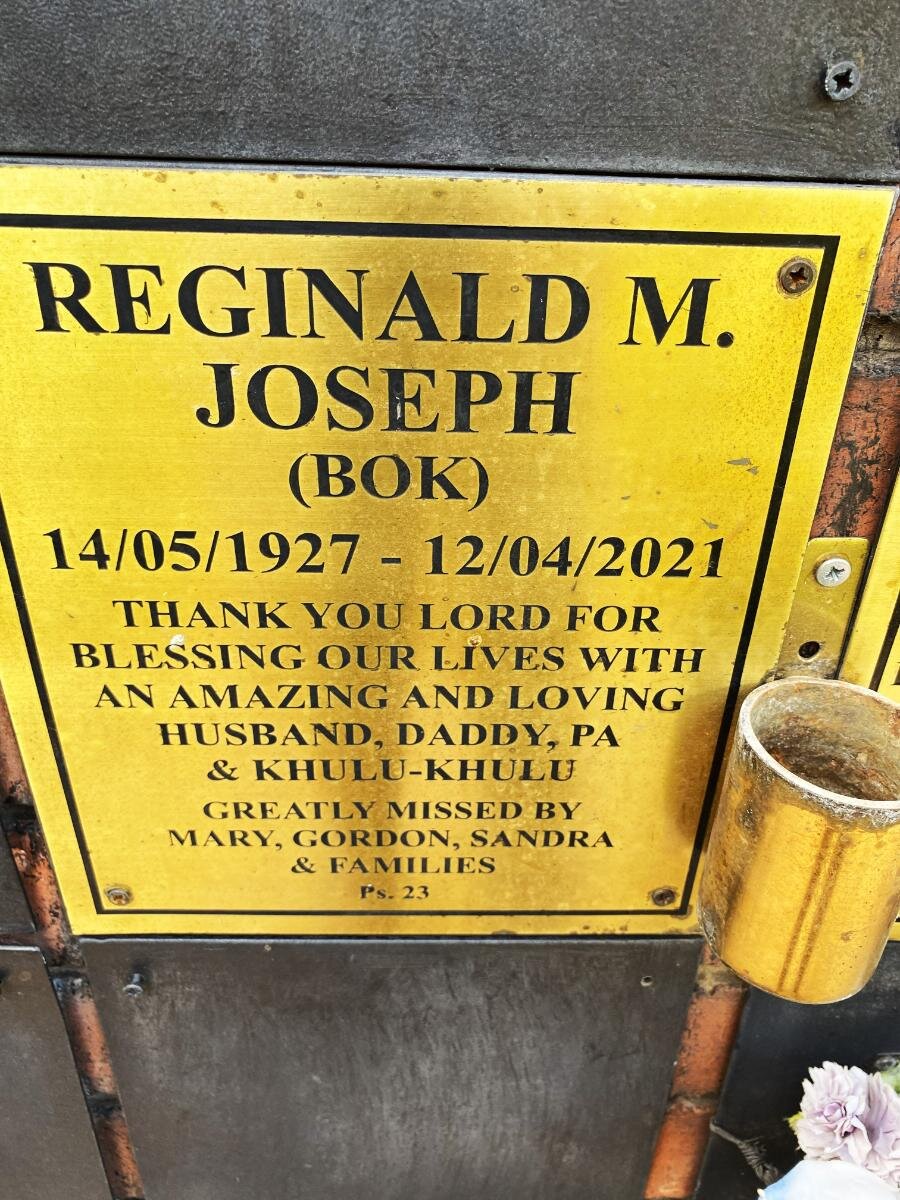 REGINALD M.
JOSEPH
(BOK)
14/05/1927 - 12/04/2021
THANK YOU LORD FOR
BLESSING OUR LIVES WITH
AN AMAZING AND LOVING
HUSBAND, DADDY, PA
& KHULU-KHULU
GREATLY MISSED BY
MARY, GORDON, SANDRA
& FAMILIES
Ps. 23